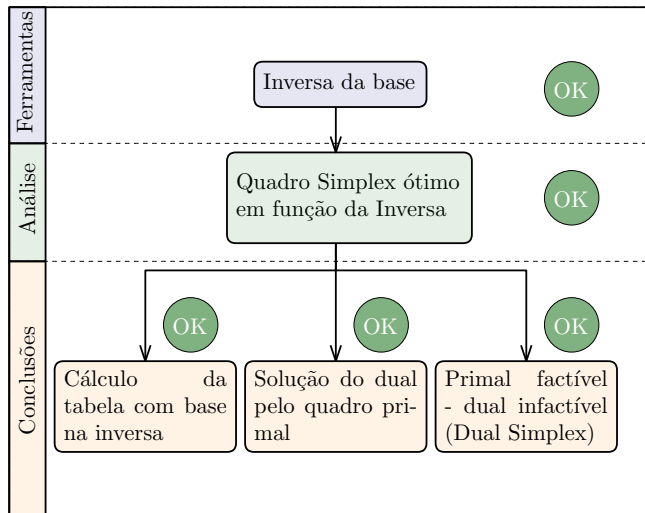 Ferramentas
Inversa da base
OK
Análise
Quadro Simplex ótimo
em função da Inversa
OK
Conclusões
OK
OK
OK
Cálculo da
tabela com base
na inversa
Solução do dual
pelo quadro pri-
mal
Primal factível
- dual infactível
(Dual Simplex)